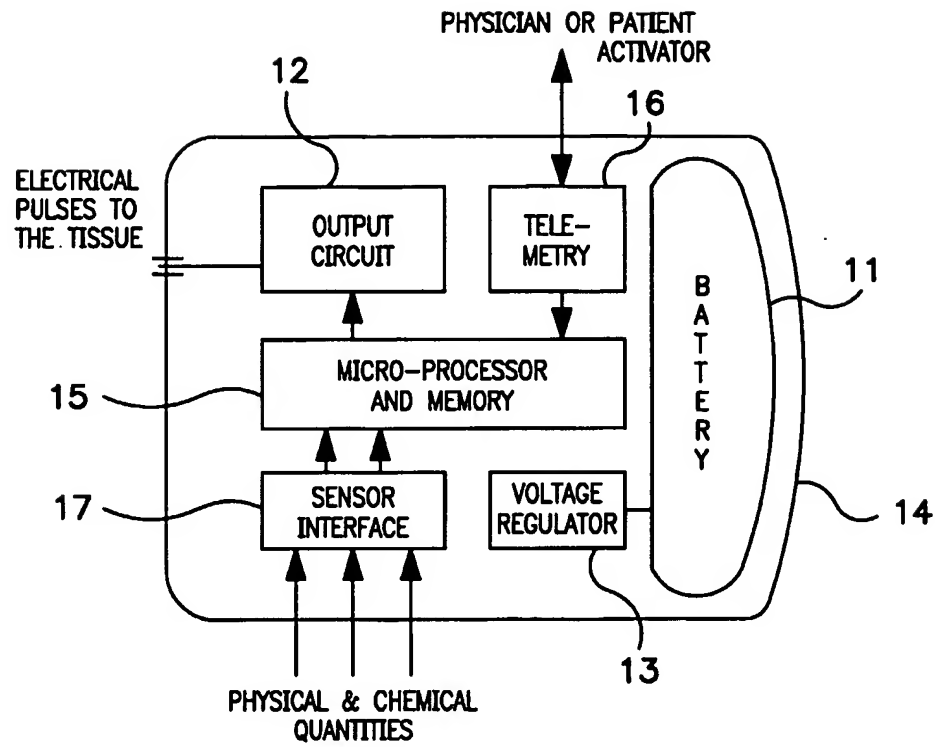 PHYSICIAN OR PATIENT
ACTIVATOR
12
16
ELECTRICAL
PULSES TO
THE TISSUE
OUTPUT
CIRCUIT
TELE-
METRY
11
BATTERY
MICRO-PROCESSOR
AND MEMORY
15
SENSOR
INTERFACE
17
VOLTAGE
REGULATOR
14
13
PHYSICAL & CHEMICAL
QUANTITIES